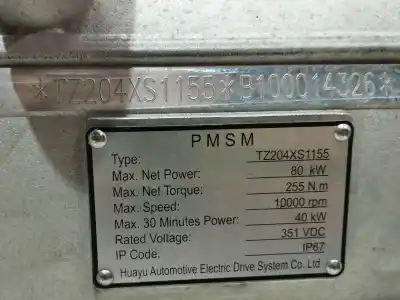 *TZ204XS1155*B100014326*
PMSM
Type: TZ204XS1155
Max. Net Power: 80 kW
Max. Net Torque: 255 N.m
Max. Speed: 10000 rpm
Max. 30 Minutes Power: 40 kW
Rated Voltage: 351 VDC
IP Code: IP67
Huayu Automotive Electric Drive System Co., Ltd